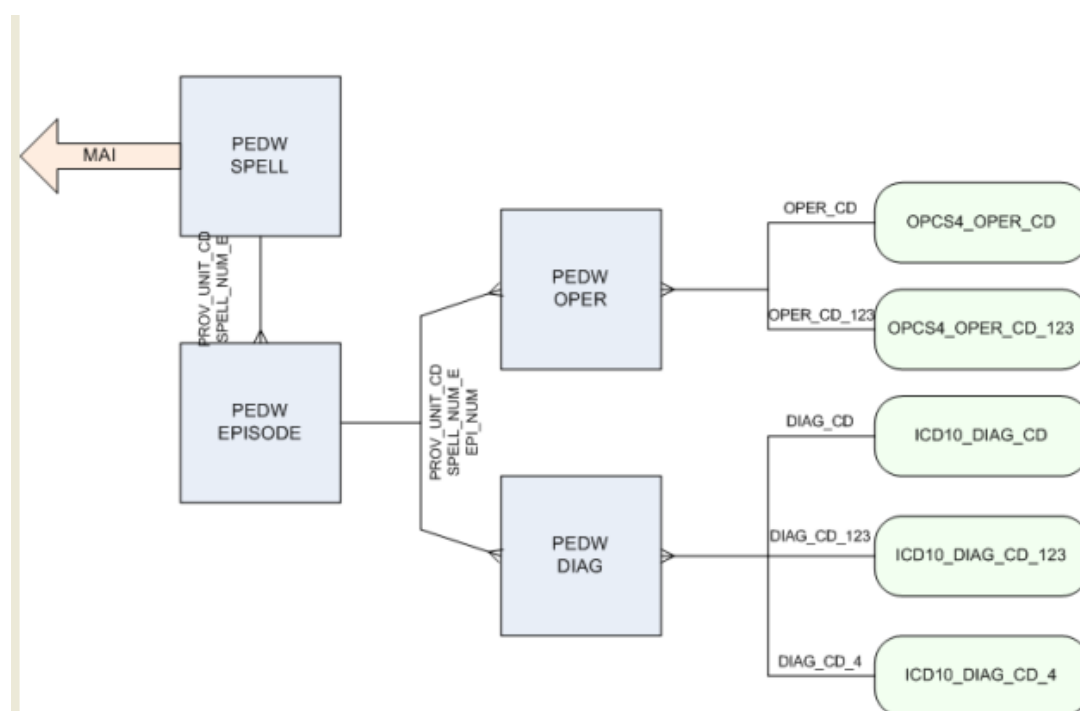 PEDW
SPELL
MAI
PROV_UNIT_CD
SPELL_NUM_E
PEDW
EPISODE
PROV_UNIT_CD
SPELL_NUM_E
EPI_NUM
PEDW
OPER
OPER_CD
OPCS4_OPER_CD
OPER_CD_123
OPCS4_OPER_CD_123
PEDW
DIAG
DIAG_CD
ICD10_DIAG_CD
DIAG_CD_123
ICD10_DIAG_CD_123
DIAG_CD_4
ICD10_DIAG_CD_4